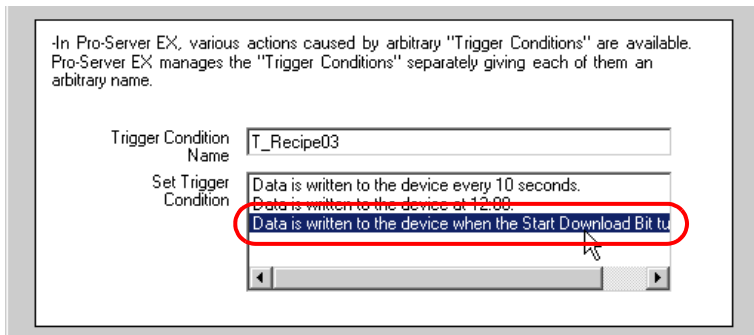 -In Pro-Server EX, various actions caused by arbitrary "Trigger Conditions" are available.
Pro-Server EX manages the "Trigger Conditions" separately giving each of them an
arbitrary name.
Trigger Condition
Name
T_Recipe03
Set Trigger
Condition
Data is written to the device every 10 seconds.
Data is written to the device at 12:00.
Data is written to the device when the Start Download Bit tu